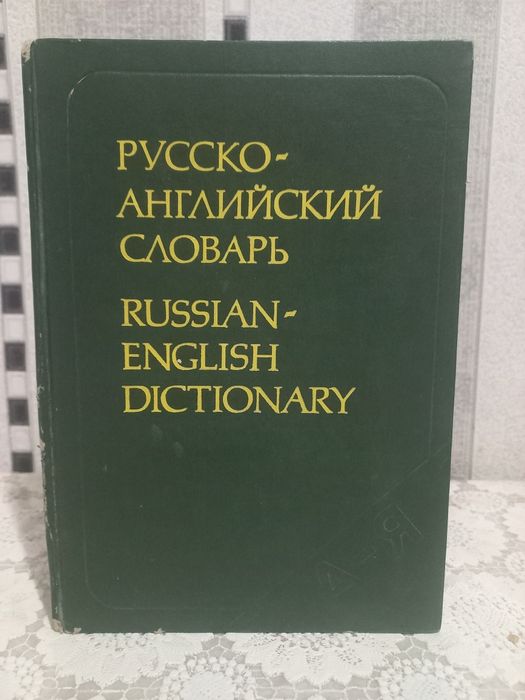 РУССКО-
АНГЛИЙСКИЙ
СЛОВАРЬ
RUSSIAN-
ENGLISH
DICTIONARY
А-Я